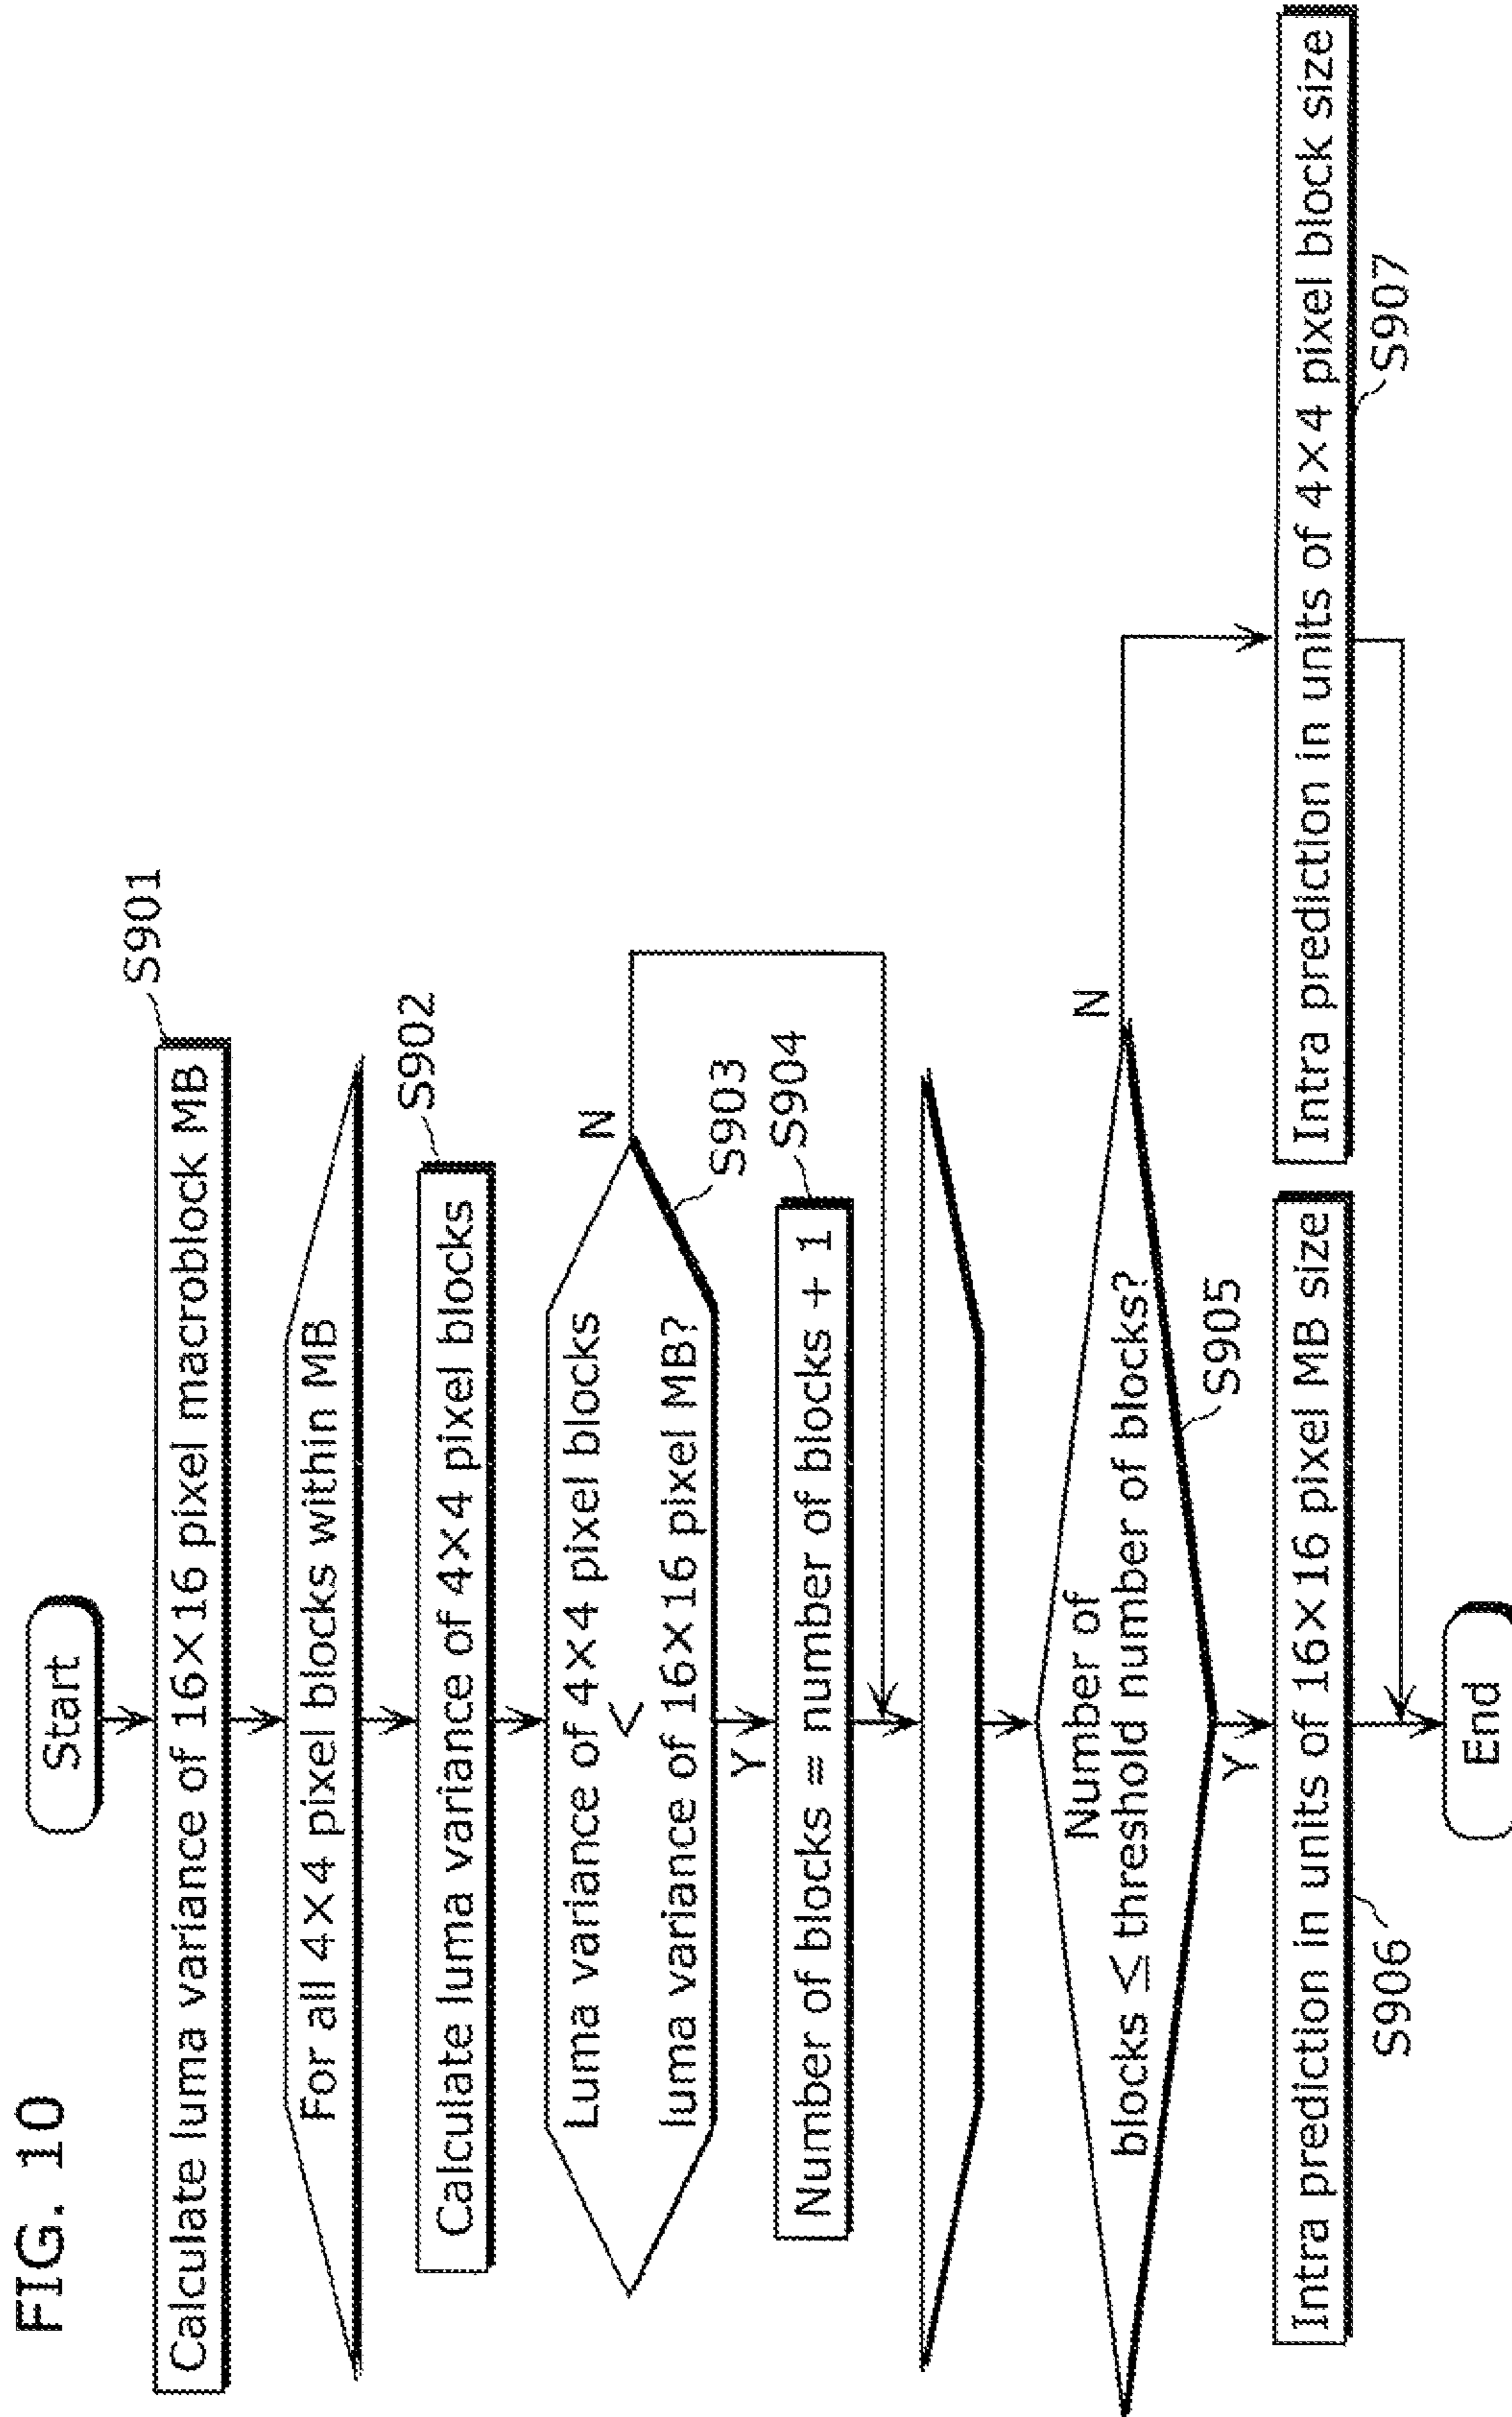 FIG. 10
Start
Calculate luma variance of 16×16 pixel macroblock MB
S901
For all 4×4 pixel blocks within MB
Calculate luma variance of 4×4 pixel blocks
S902
Luma variance of 4×4 pixel blocks
<
luma variance of 16×16 pixel MB?
N
S903
Y
Number of blocks = number of blocks + 1
S904
Number of
blocks ≤ threshold number of blocks?
N
S905
Y
Intra prediction in units of 16×16 pixel MB size
S906
Intra prediction in units of 4×4 pixel block size
S907
End